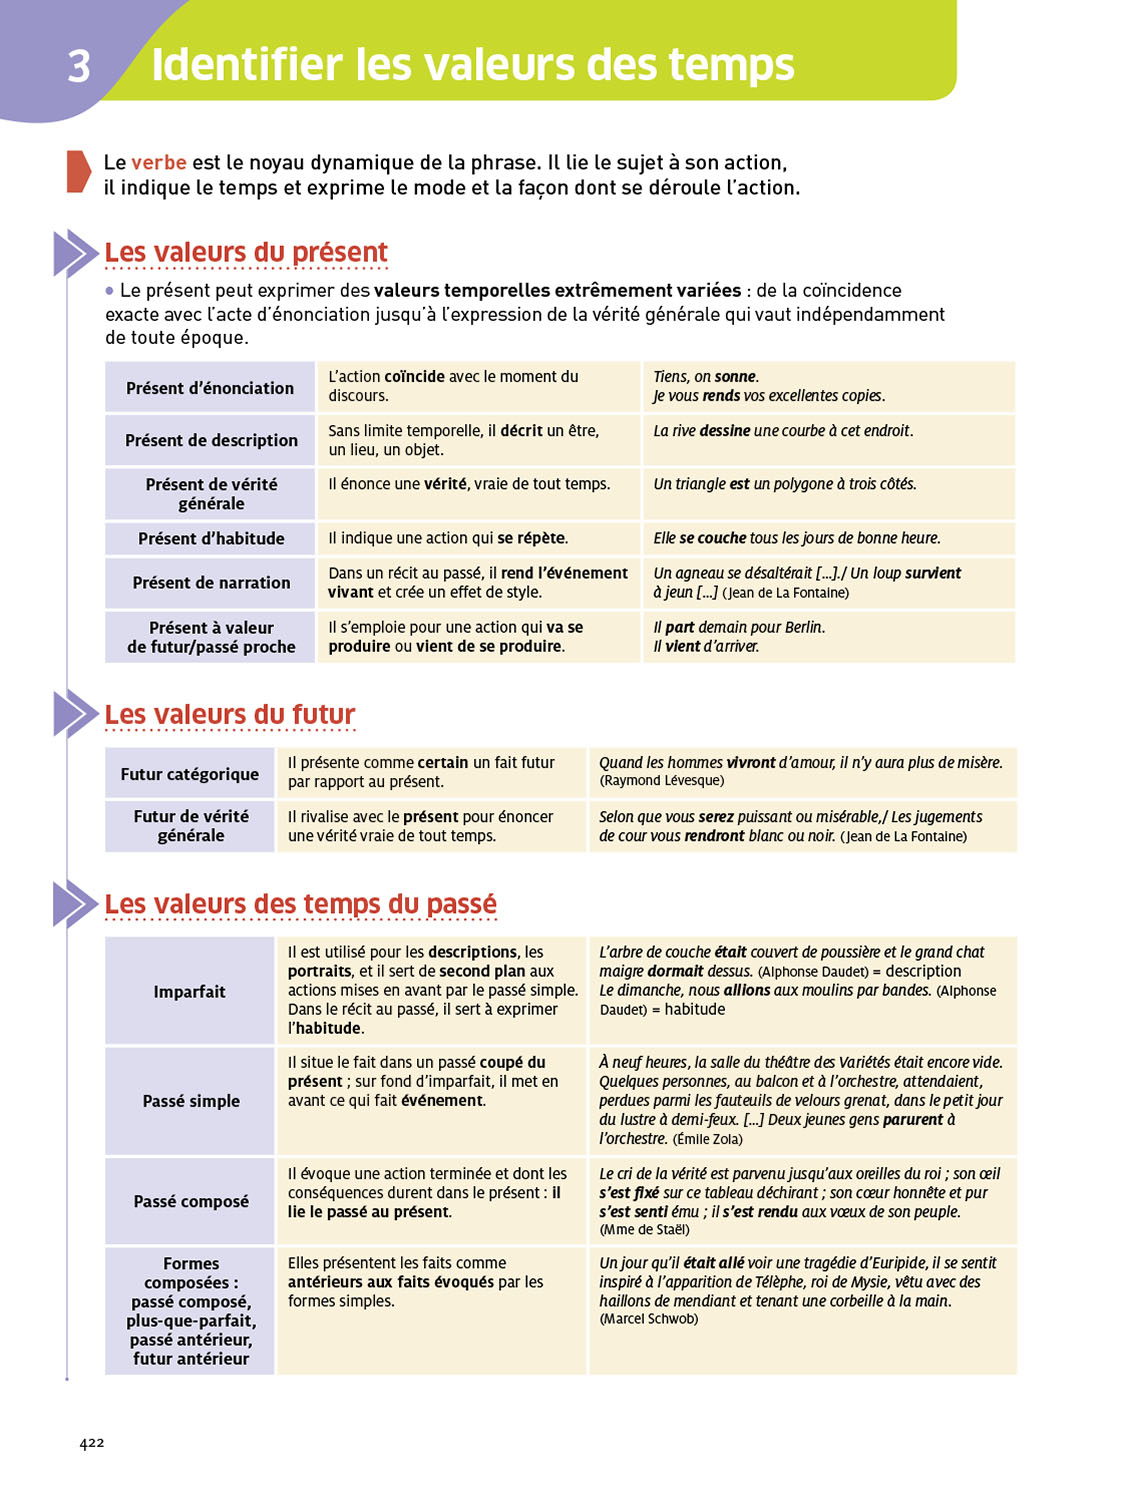 3
Identifier les valeurs des temps
Le verbe est le noyau dynamique de la phrase. Il lie le sujet à son action,
il indique le temps et exprime le mode et la façon dont se déroule l'action.
Les valeurs du présent
• Le présent peut exprimer des valeurs temporelles extrêmement variées : de la coïncidence
exacte avec l'acte d'énonciation jusqu'à l'expression de la vérité générale qui vaut indépendamment
de toute époque.
Présent d'énonciation
L'action coïncide avec le moment du
discours.
Tiens, on sonne.
Je vous rends vos excellentes copies.
Présent de description
Sans limite temporelle, il décrit un être,
un lieu, un objet.
La rive dessine une courbe à cet endroit.
Présent de vérité
générale
Il énonce une vérité, vraie de tout temps.
Un triangle est un polygone à trois côtés.
Présent d'habitude
Il indique une action qui se répète.
Elle se couche tous les jours de bonne heure.
Présent de narration
Dans un récit au passé, il rend l'événement
vivant et crée un effet de style.
Un agneau se désaltérait [...]./ Un loup survient
à jeun [...] (Jean de La Fontaine)
Présent à valeur
de futur/passé proche
Il s'emploie pour une action qui va se
produire ou vient de se produire.
Il part demain pour Berlin.
Il vient d'arriver.
Les valeurs du futur
Futur catégorique
Il présente comme certain un fait futur
par rapport au présent.
Quand les hommes vivront d'amour, il n'y aura plus de misère.
(Raymond Lévesque)
Futur de vérité
générale
Il rivalise avec le présent pour énoncer
une vérité vraie de tout temps.
Selon que vous serez puissant ou misérable,/ Les jugements
de cour vous rendront blanc ou noir. (Jean de La Fontaine)
Les valeurs des temps du passé
Imparfait
Il est utilisé pour les descriptions, les
portraits, et il sert de second plan aux
actions mises en avant par le passé simple.
Dans le récit au passé, il sert à exprimer
l'habitude.
L'arbre de couche était couvert de poussière et le grand chat
maigre dormait dessus. (Alphonse Daudet) = description
Le dimanche, nous allions aux moulins par bandes. (Alphonse
Daudet) = habitude
Passé simple
Il situe le fait dans un passé coupé du
présent ; sur fond d'imparfait, il met en
avant ce qui fait événement.
À neuf heures, la salle du théâtre des Variétés était encore vide.
Quelques personnes, au balcon et à l'orchestre, attendaient,
perdues parmi les fauteuils de velours grenat, dans le petit jour
du lustre à demi-feux. [...] Deux jeunes gens parurent à
l'orchestre. (Émile Zola)
Passé composé
Il évoque une action terminée et dont les
conséquences durent dans le présent : il
lie le passé au présent.
Le cri de la vérité est parvenu jusqu'aux oreilles du roi ; son œil
s'est fixé sur ce tableau déchirant ; son cœur honnête et pur
s'est senti ému ; il s'est rendu aux vœux de son peuple.
(Mme de Staël)
Formes
composées :
passé composé,
plus-que-parfait,
passé antérieur,
futur antérieur
Elles présentent les faits comme
antérieurs aux faits évoqués par les
formes simples.
Un jour qu'il était allé voir une tragédie d'Euripide, il se sentit
inspiré à l'apparition de Télèphe, roi de Mysie, vêtu avec des
haillons de mendiant et tenant une corbeille à la main.
(Marcel Schwob)
422